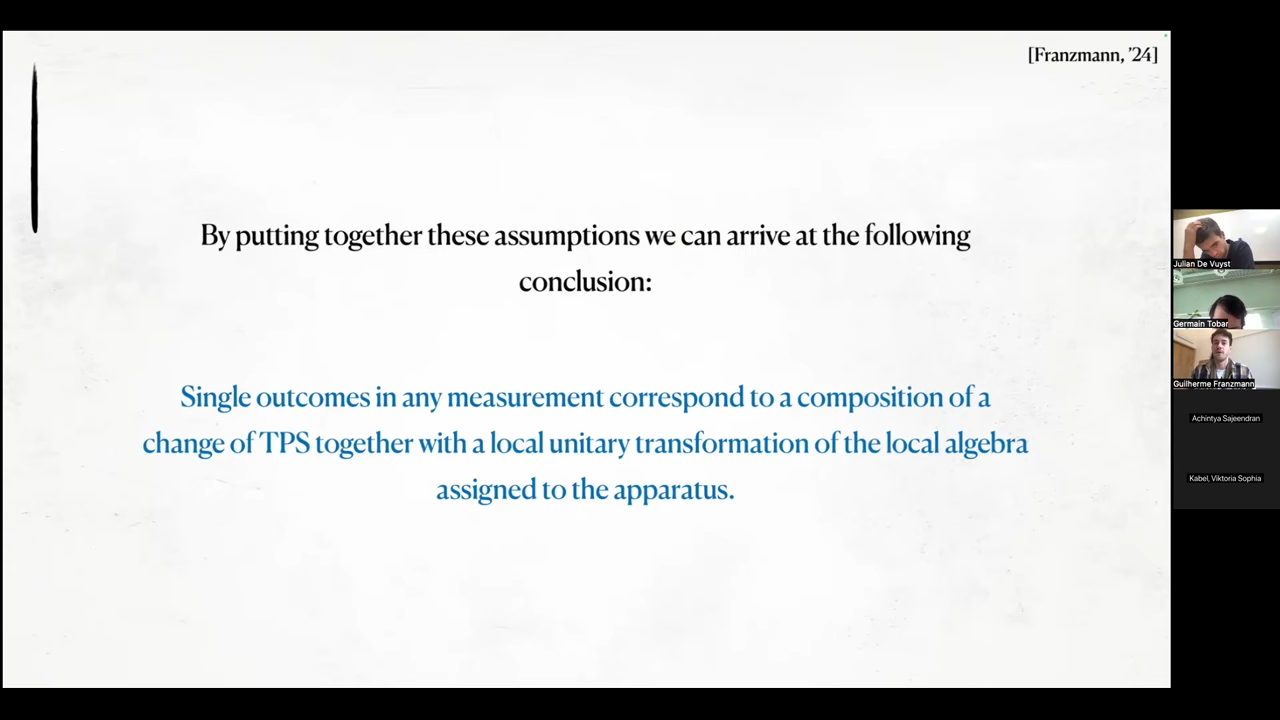 [Franzmann, ’24]
By putting together these assumptions we can arrive at the following
conclusion:
Single outcomes in any measurement correspond to a composition of a
change of TPS together with a local unitary transformation of the local algebra
assigned to the apparatus.
Julian De Vuyst
Germain Tobar
Guilherme Franzmann
Achintya Sajeendran
Kabel, Viktoria Sophia